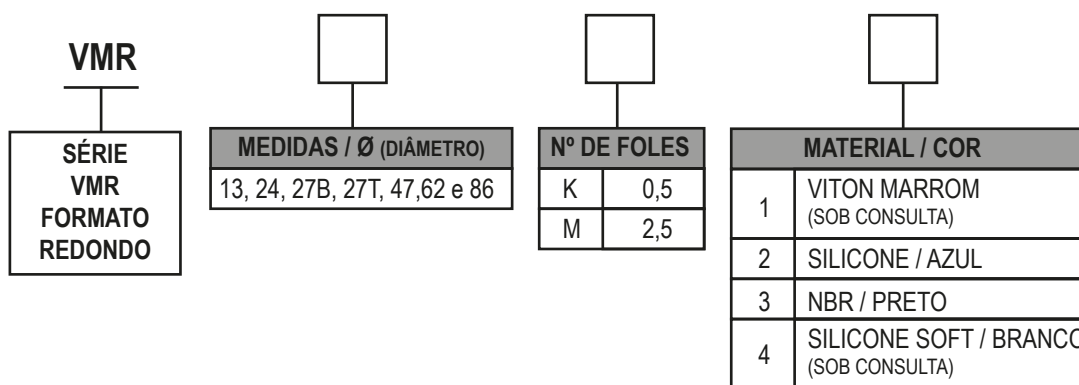 VMR
SÉRIE
VMR
FORMATO
REDONDO
MEDIDAS / Ø (DIÂMETRO)
13, 24, 27B, 27T, 47,62 e 86
Nº DE FOLES
K 0,5
M 2,5
MATERIAL / COR
1 VITON MARROM
(SOB CONSULTA)
2 SILICONE / AZUL
3 NBR / PRETO
4 SILICONE SOFT / BRANCO
(SOB CONSULTA)